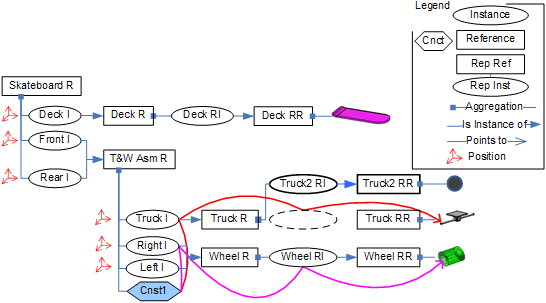 Legend
Instance
Cnct
Reference
Rep Ref
Rep Inst
Aggregation
Is Instance of
Points to
Position
Skateboard R
Deck I
Deck R
Deck RI
Deck RR
Front I
T&W Asm R
Rear I
Truck2 RI
Truck2 RR
Truck I
Truck R
Truck RR
Right I
Wheel R
Wheel RI
Wheel RR
Left I
Cnst1